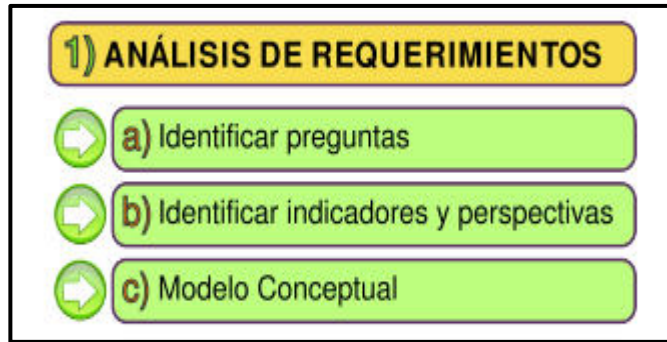 1) ANÁLISIS DE REQUERIMIENTOS
a) Identificar preguntas
b) Identificar indicadores y perspectivas
c) Modelo Conceptual